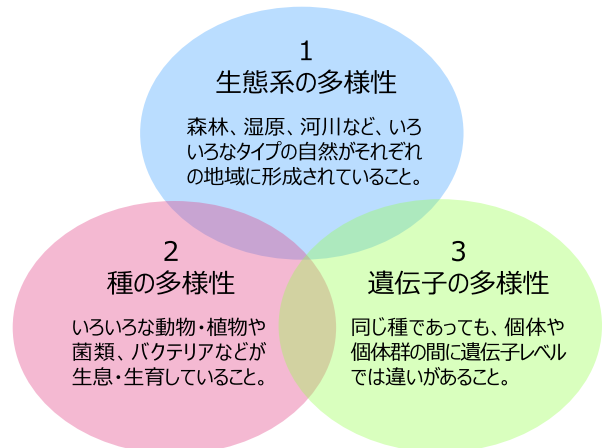 1
生態系の多様性
森林、湿原、河川など、いろ
いろなタイプの自然がそれぞれ
の地域に形成されていること。
2
種の多様性
いろいろな動物・植物や
菌類、バクテリアなどが
生息・生育していること。
3
遺伝子の多様性
同じ種であっても、個体や
個体群の間に遺伝子レベル
では違いがあること。